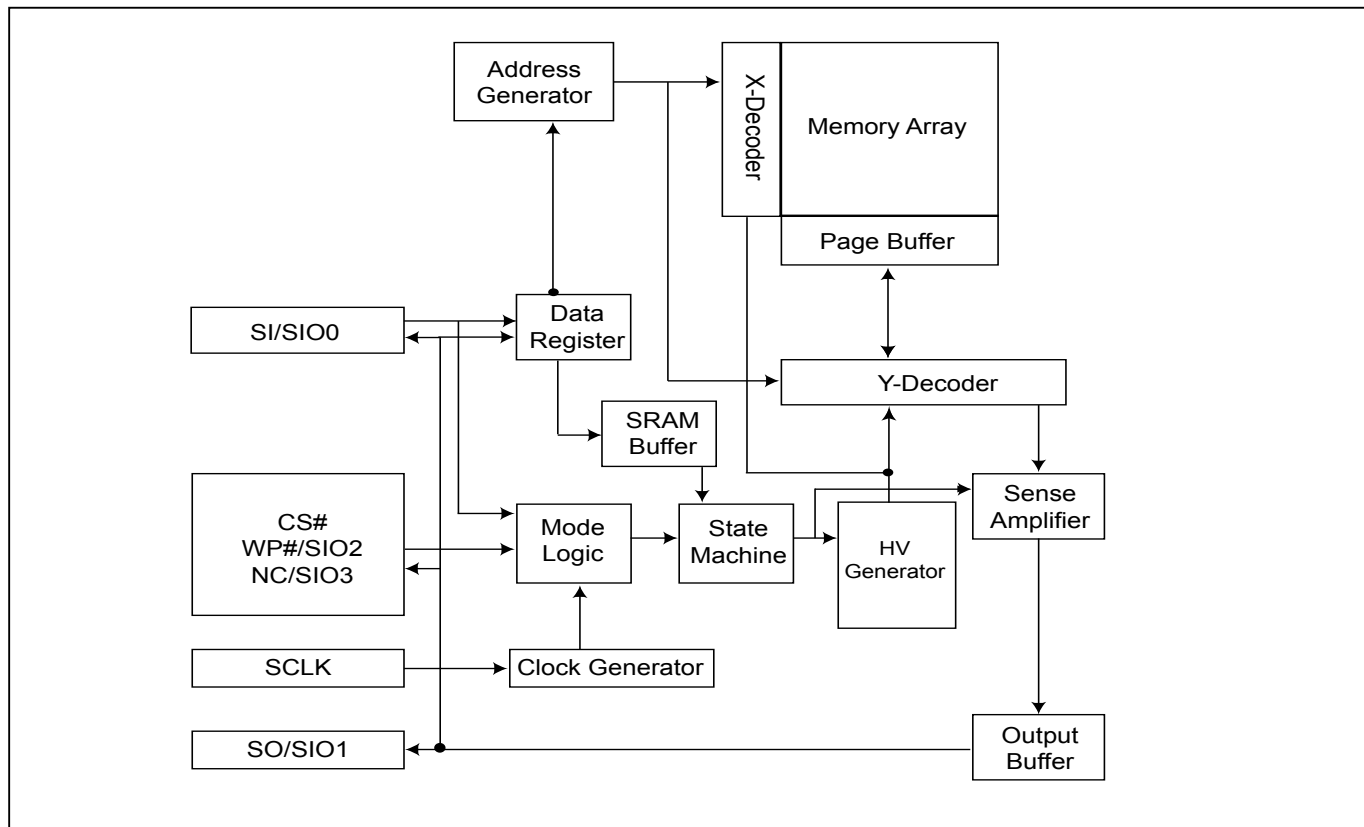 Address
Generator
X-Decoder
Memory Array
Page Buffer
SI/SIO0
Data
Register
Y-Decoder
SRAM
Buffer
CS#
WP#/SIO2
NC/SIO3
Mode
Logic
State
Machine
HV
Generator
Sense
Amplifier
SCLK
Clock Generator
SO/SIO1
Output
Buffer